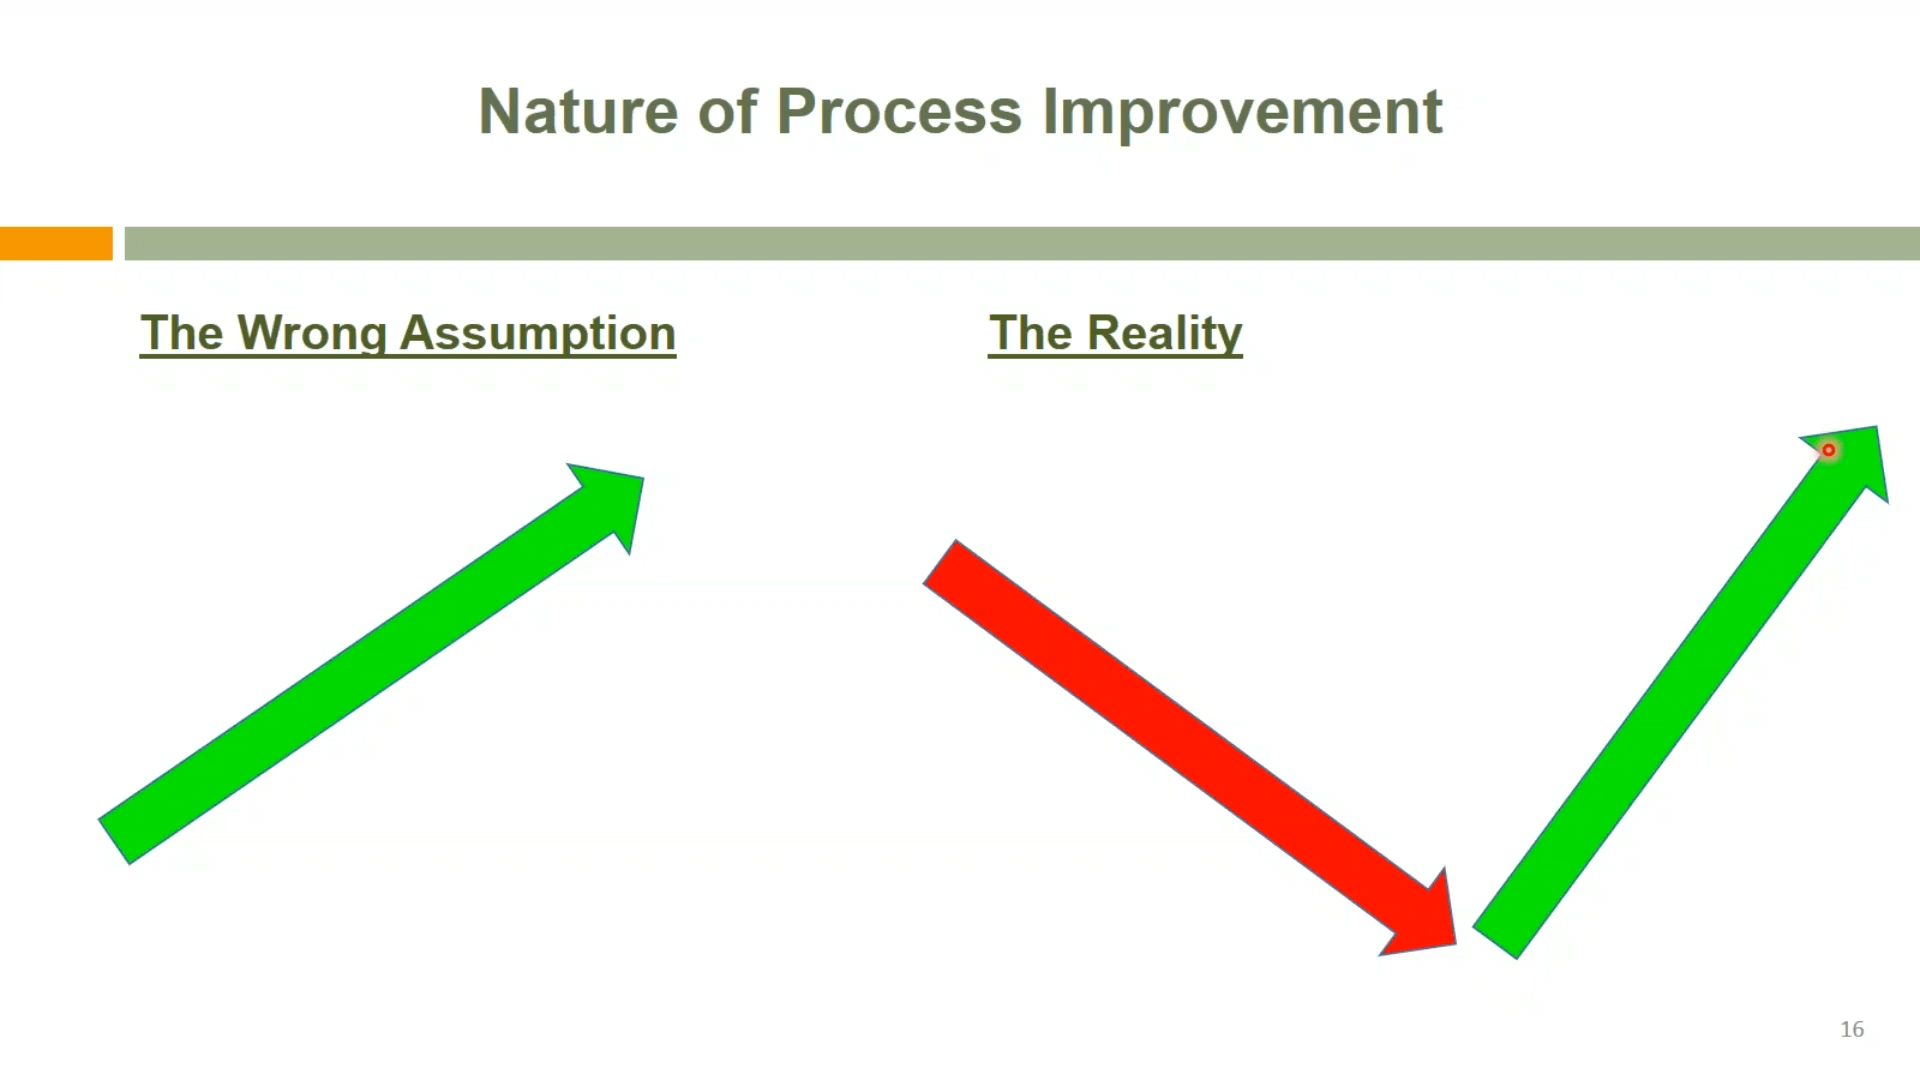 Nature of Process Improvement
The Wrong Assumption
The Reality
16